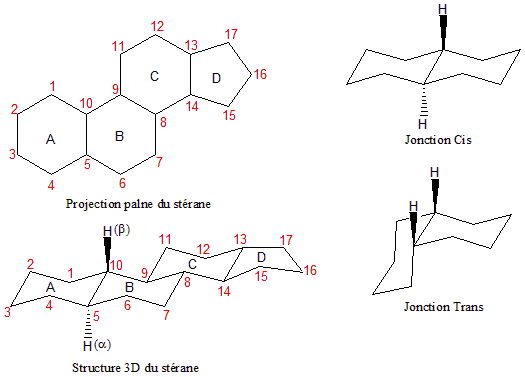 12
11
13
17
C
D
16
1
9
2
10
14
15
8
A
B
3
5
7
4
6
Projection palne du stérane
H
H
Jonction Cis
H
H
Jonction Trans
H(β)
11
13
17
12
2
10
C
1
9
D
15
16
A
B
8
14
4
6
3
5
7
H(α)
Structure 3D du stérane